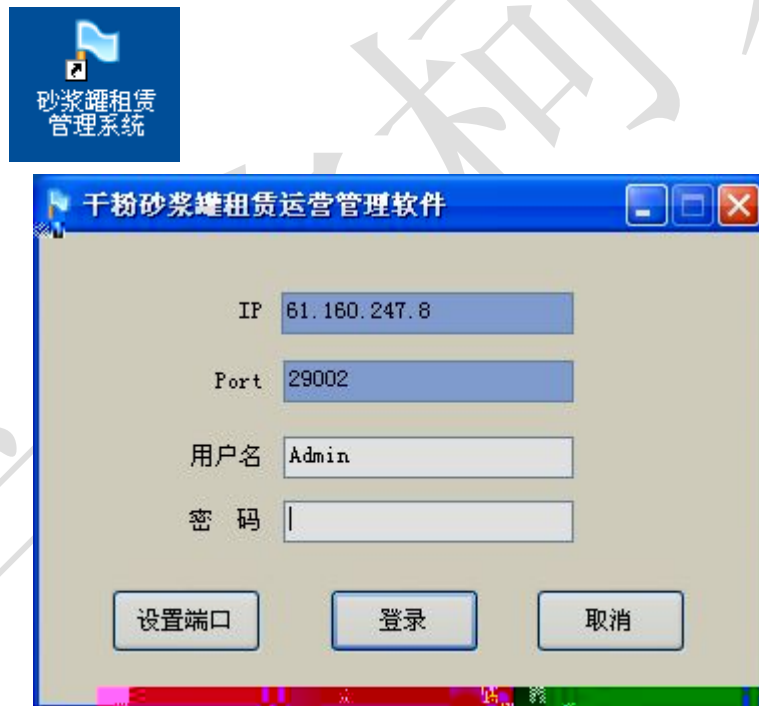 砂浆罐租赁
管理系统
干粉砂浆罐租赁运营管理软件
IP 61.160.247.8
Port 29002
用户名 Admin
密 码
设置端口 登录 取消